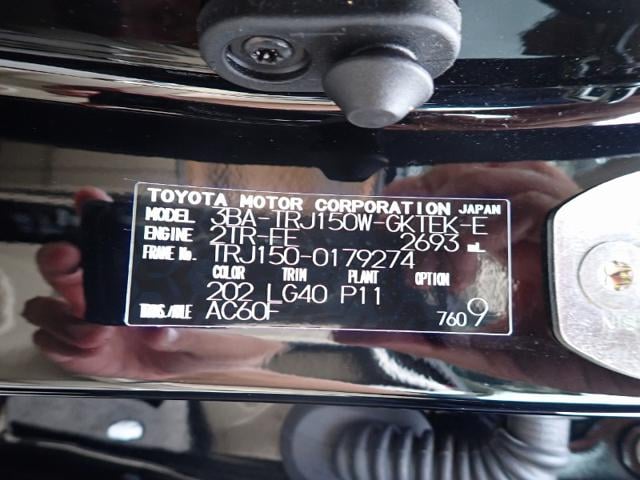 TOYOTA MOTOR CORPORATION JAPAN
MODEL 3BA-TRJ150W-GKTEK-E
ENGINE 2TR-FE 2693 mL
FRAME No. TRJ150-0179274
COLOR TRIM PLANT OPTION
202 LG40 P11
TRANS./AXLE AC60F
7609